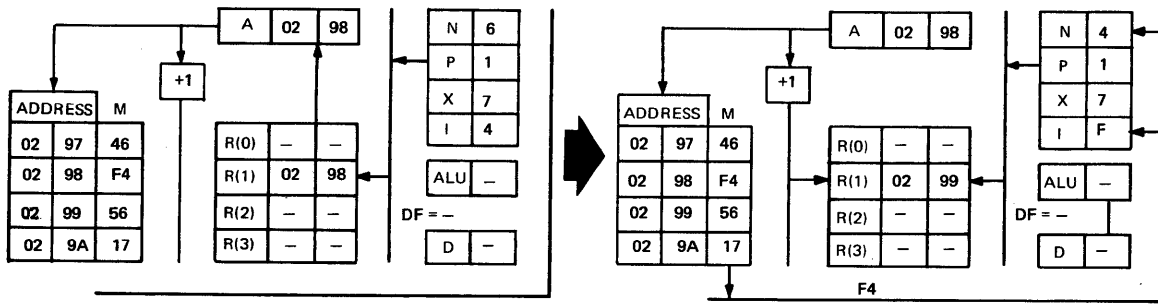 A 02 98
+1
ADDRESS M
02 97 46
02 98 F4
02 99 56
02 9A 17
R(0) – –
R(1) 02 98
R(2) – –
R(3) – –
N 6
P 1
X 7
I 4
ALU –
DF = –
D –
A 02 98
+1
ADDRESS M
02 97 46
02 98 F4
02 99 56
02 9A 17
R(0) – –
R(1) 02 99
R(2) – –
R(3) – –
N 4
P 1
X 7
I F
ALU –
DF = –
D –
F4